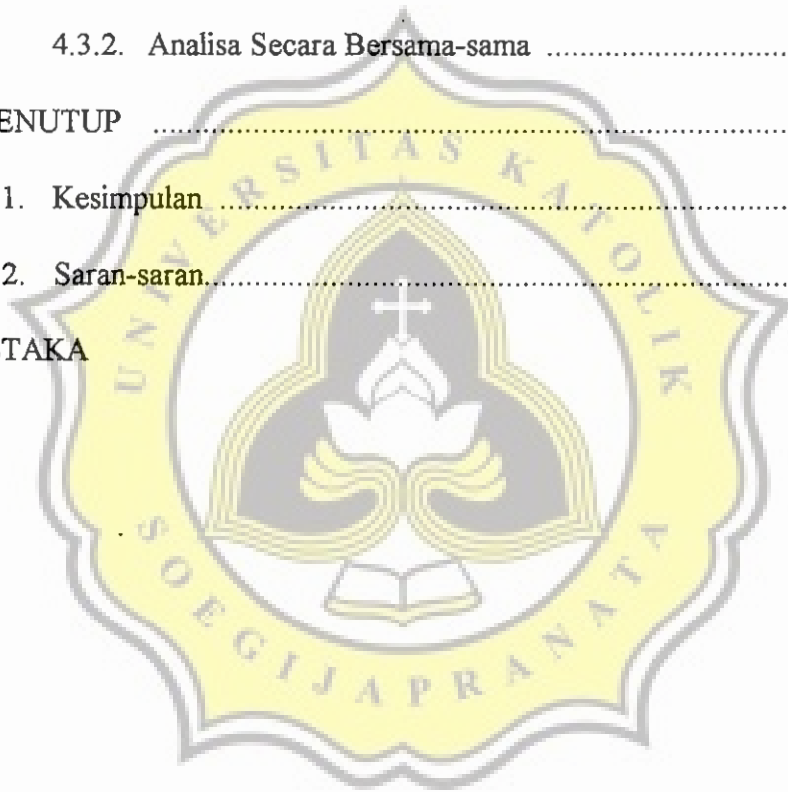 4.3.2. Analisa Secara Bersama-sama ..............................
ENUTUP ................................................................................
1. Kesimpulan .........................................................................
2. Saran-saran...........................................................................
TAKA
UNIVERSITAS KATOLIK
SOEGIJAPRANATA